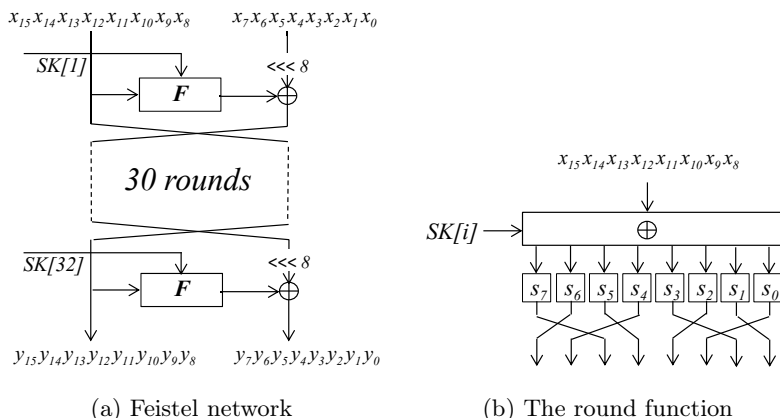 x₁₅x₁₄x₁₃x₁₂x₁₁x₁₀x₉x₈ x₇x₆x₅x₄x₃x₂x₁x₀
SK[1]
<<< 8
F
30 rounds
SK[32]
<<< 8
F
y₁₅y₁₄y₁₃y₁₂y₁₁y₁₀y₉y₈ y₇y₆y₅y₄y₃y₂y₁y₀
(a) Feistel network
x₁₅x₁₄x₁₃x₁₂x₁₁x₁₀x₉x₈
SK[i]
s₇ s₆ s₅ s₄ s₃ s₂ s₁ s₀
(b) The round function